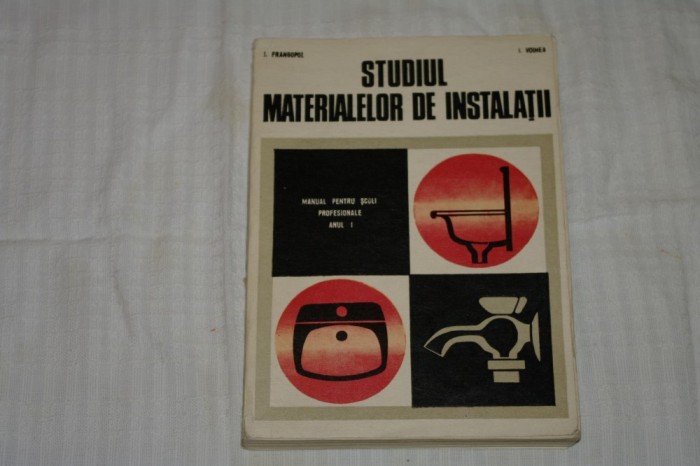 I. FRANGOPOL I. VOINEA
STUDIUL
MATERIALELOR DE INSTALAȚII
MANUAL PENTRU ȘCOLI
PROFESIONALE
ANUL I